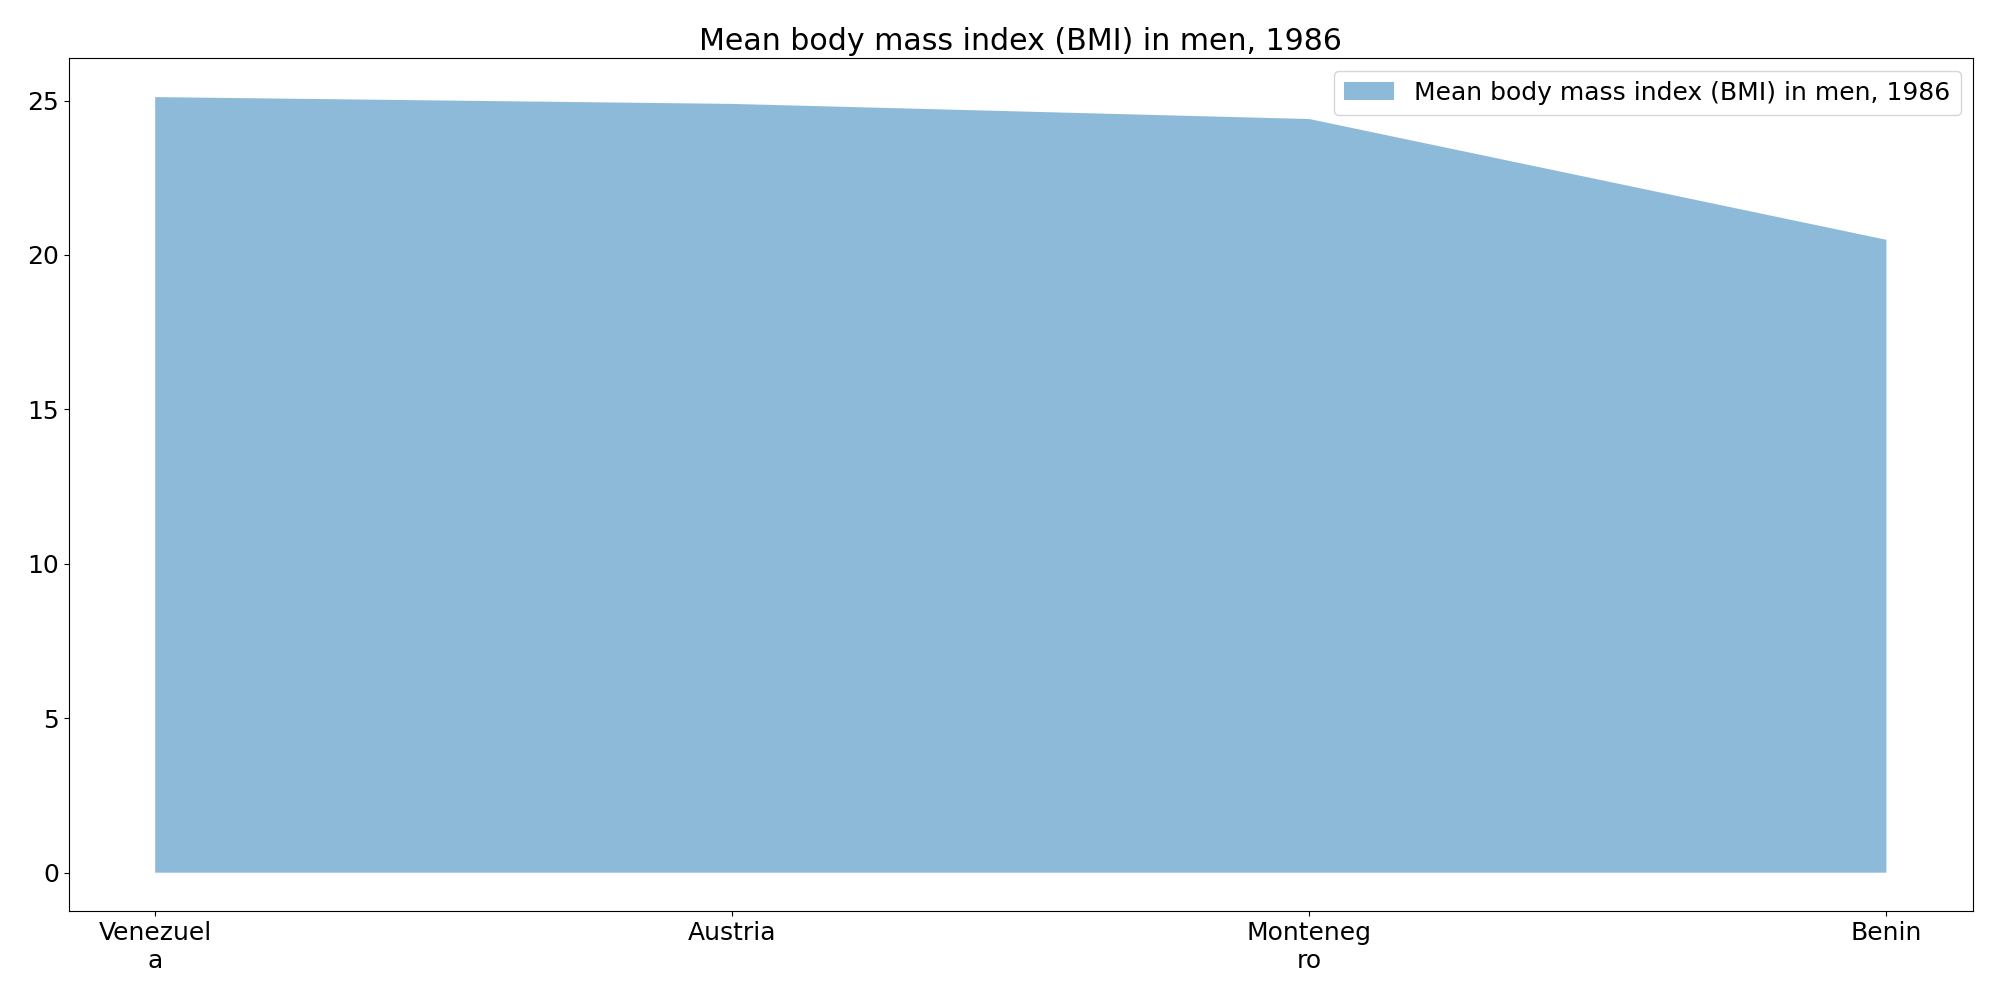 Mean body mass index (BMI) in men, 1986
Mean body mass index (BMI) in men, 1986
25
20
15
10
5
0
Venezuel
a
Austria
Monteneg
ro
Benin